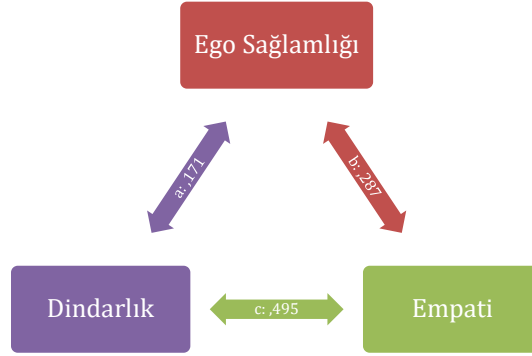 Ego Sağlamlığı
a: ,171
b: ,287
Dindarlık
c: ,495
Empati